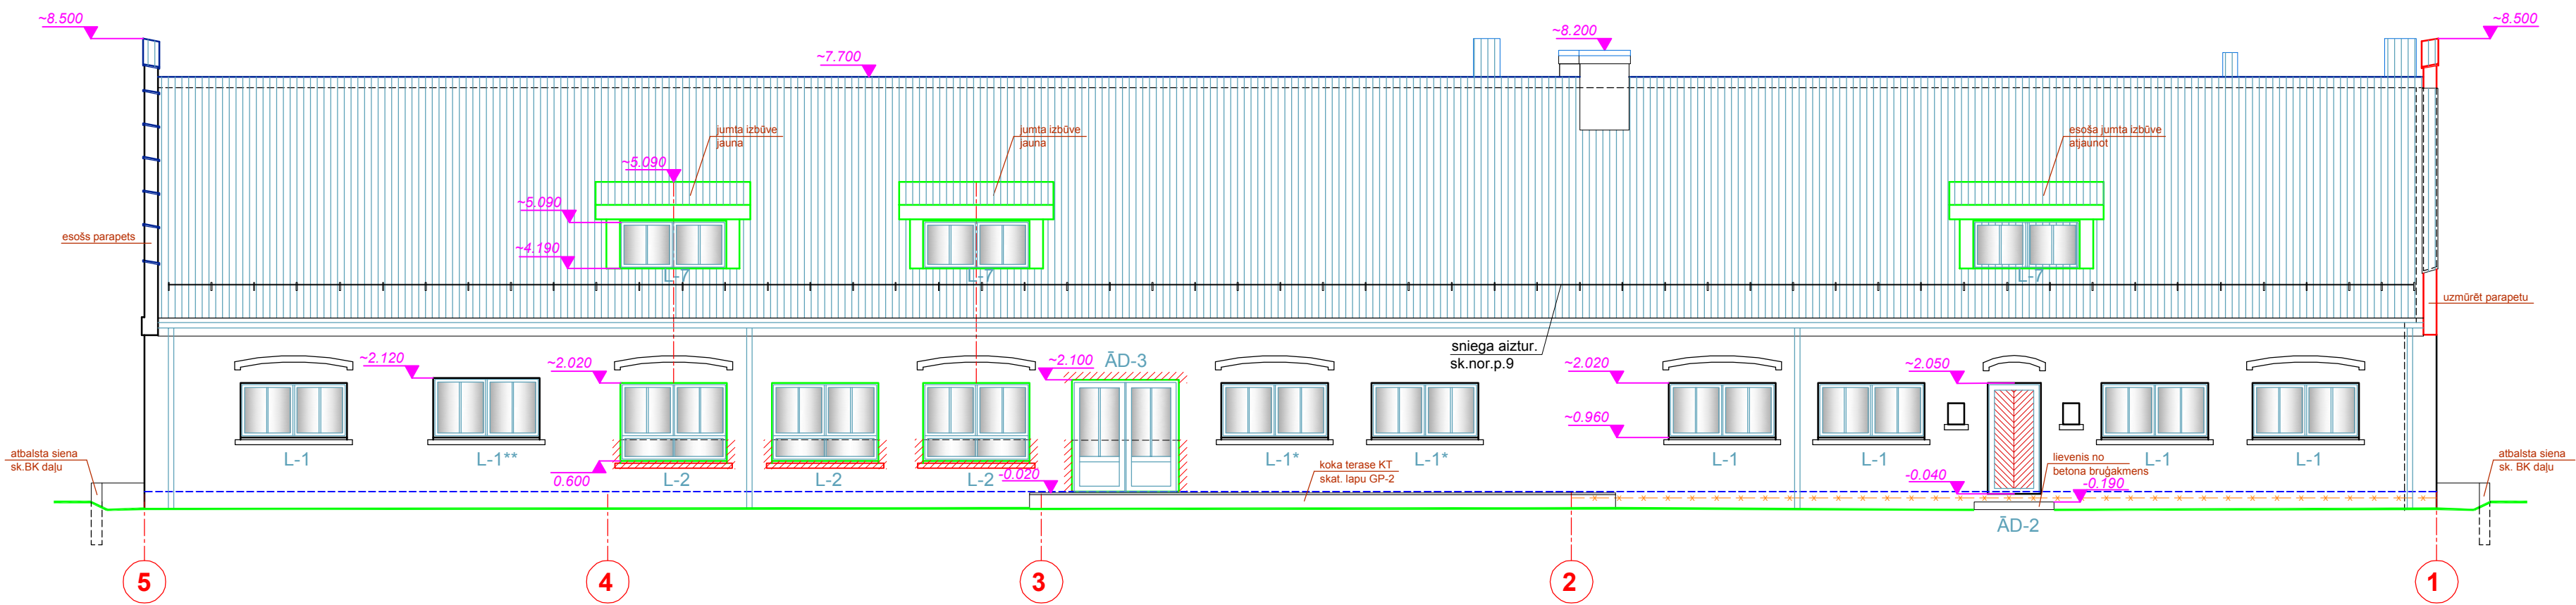 ~8.500
~8.200
~8.500
~7.700
jumta izbūve
jauna
jumta izbūve
jauna
esoša jumta izbūve
atjaunot
~5.090
~5.090
~4.190
esošs parapets
L-7
L-7
L-7
uzmūrēt parapetu
sniega aiztur.
sk.nor.p.9
~2.120
~2.020
~2.100
ĀD-3
~2.020
~2.050
~0.960
L-1
L-1**
L-2
L-2
L-2
L-1*
L-1*
L-1
L-1
L-1
L-1
atbalsta siena
sk.BK daļu
0.600
-0.020
koka terase KT
skat. lapu GP-2
lievenis no
betona bruģakmens
-0.040
-0.190
ĀD-2
atbalsta siena
sk. BK daļu
5
4
3
2
1